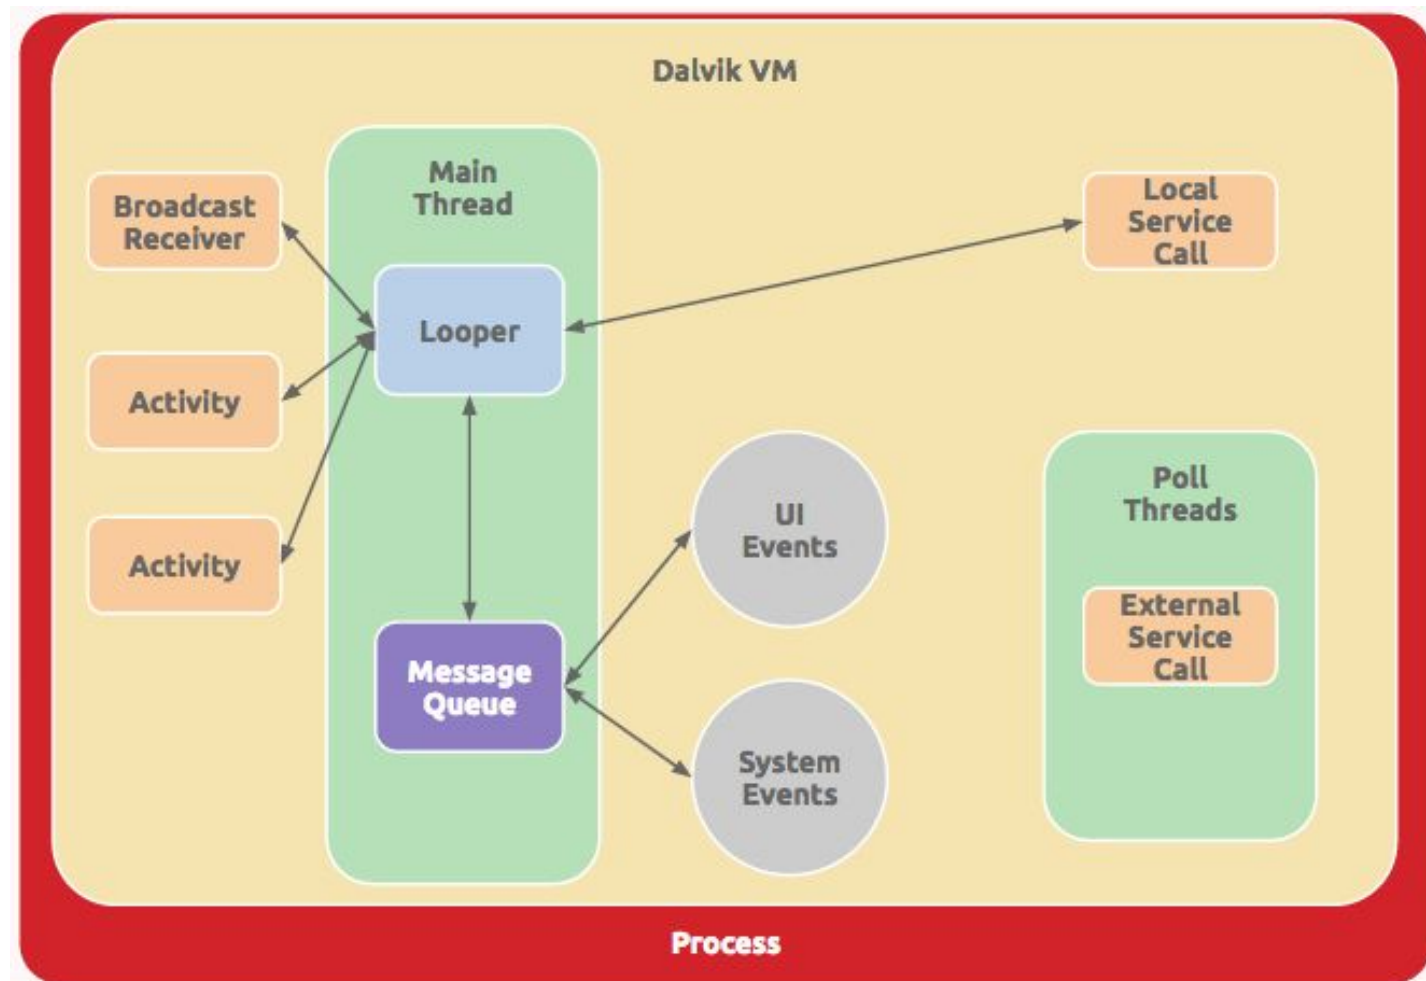 Dalvik VM
Main
Thread
Broadcast
Receiver
Looper
Local
Service
Call
Activity
Activity
UI
Events
Poll
Threads
External
Service
Call
Message
Queue
System
Events
Process